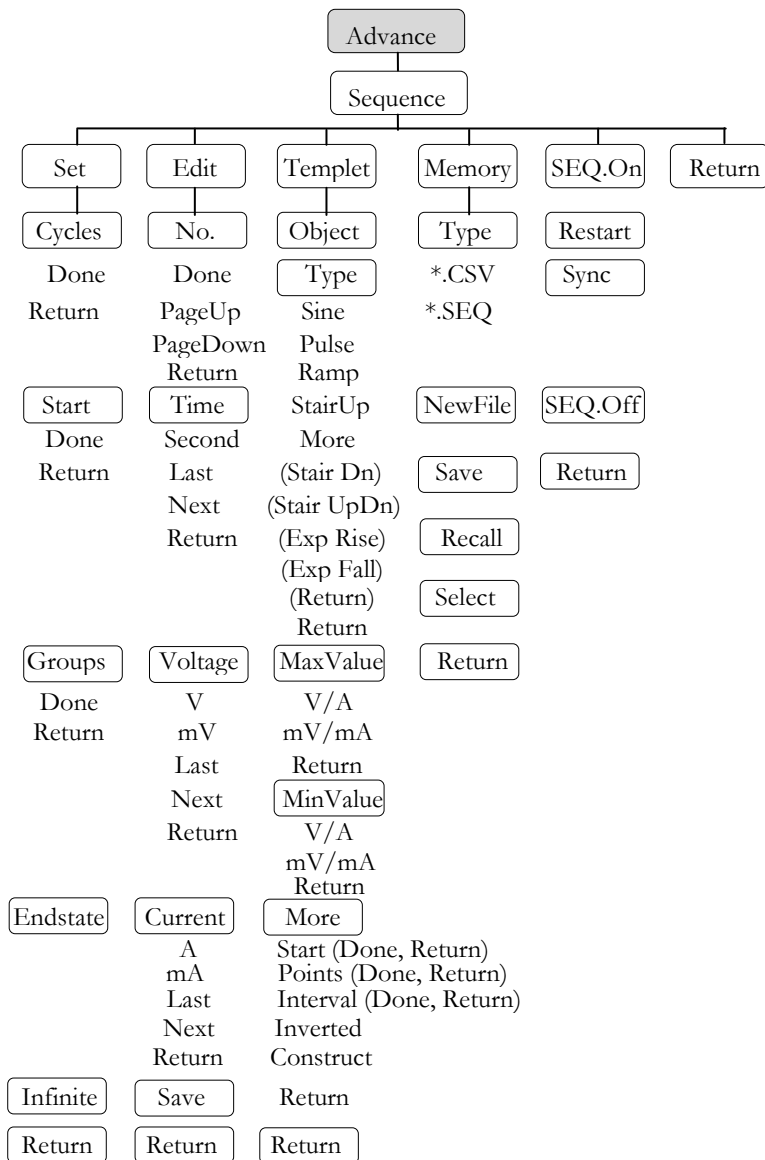 Advance
Sequence
Set Edit Templet Memory SEQ.On Return
Cycles No. Object Type Restart
Done Done Type *.CSV Sync
Return PageUp Sine *.SEQ
PageDown Pulse
Return Ramp
Start Time StairUp NewFile SEQ.Off
Done Second More
Return Last (Stair Dn) Save Return
Next (Stair UpDn)
Return (Exp Rise) Recall
(Exp Fall)
(Return) Select
Return
Groups Voltage MaxValue Return
Done V V/A
Return mV mV/mA
Last Return
Next MinValue
Return V/A
mV/mA
Return
Endstate Current More
A Start (Done, Return)
mA Points (Done, Return)
Last Interval (Done, Return)
Next Inverted
Return Construct
Infinite Save Return
Return Return Return